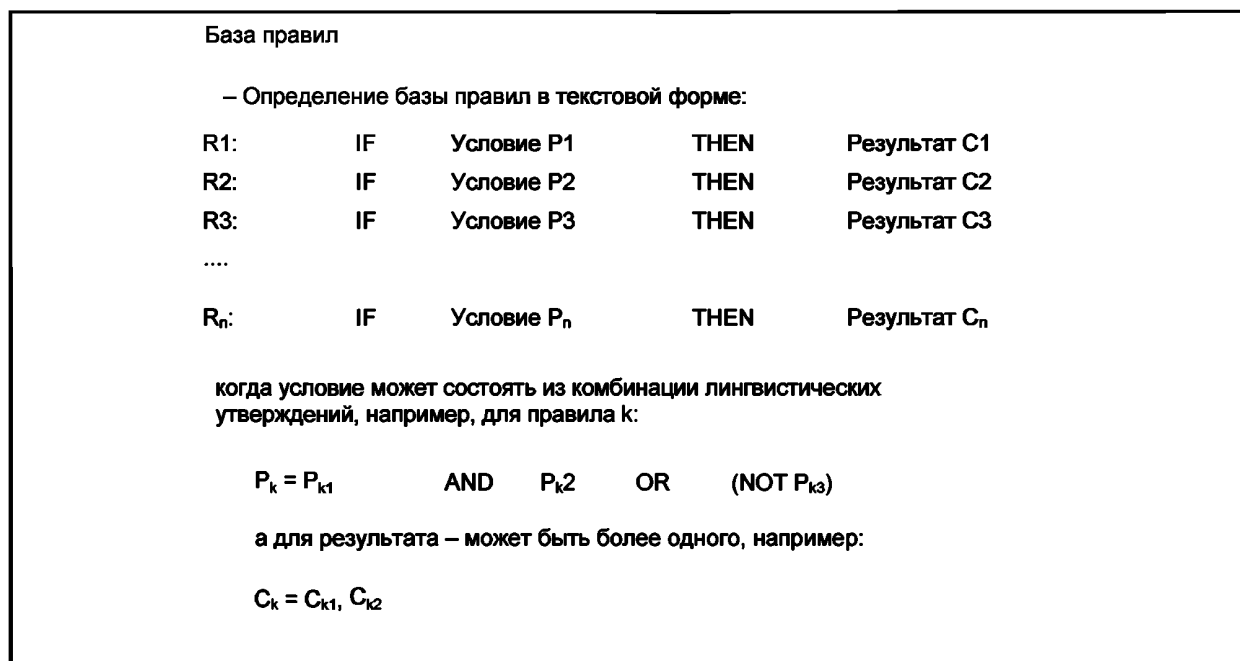 База правил
– Определение базы правил в текстовой форме:
R1: IF Условие P1 THEN Результат C1
R2: IF Условие P2 THEN Результат C2
R3: IF Условие P3 THEN Результат C3
....
Rₙ: IF Условие Pₙ THEN Результат Cₙ
когда условие может состоять из комбинации лингвистических
утверждений, например, для правила k:
Pₖ = Pₖ₁ AND Pₖ2 OR (NOT Pₖ₃)
а для результата – может быть более одного, например:
Cₖ = Cₖ₁, Cₖ₂